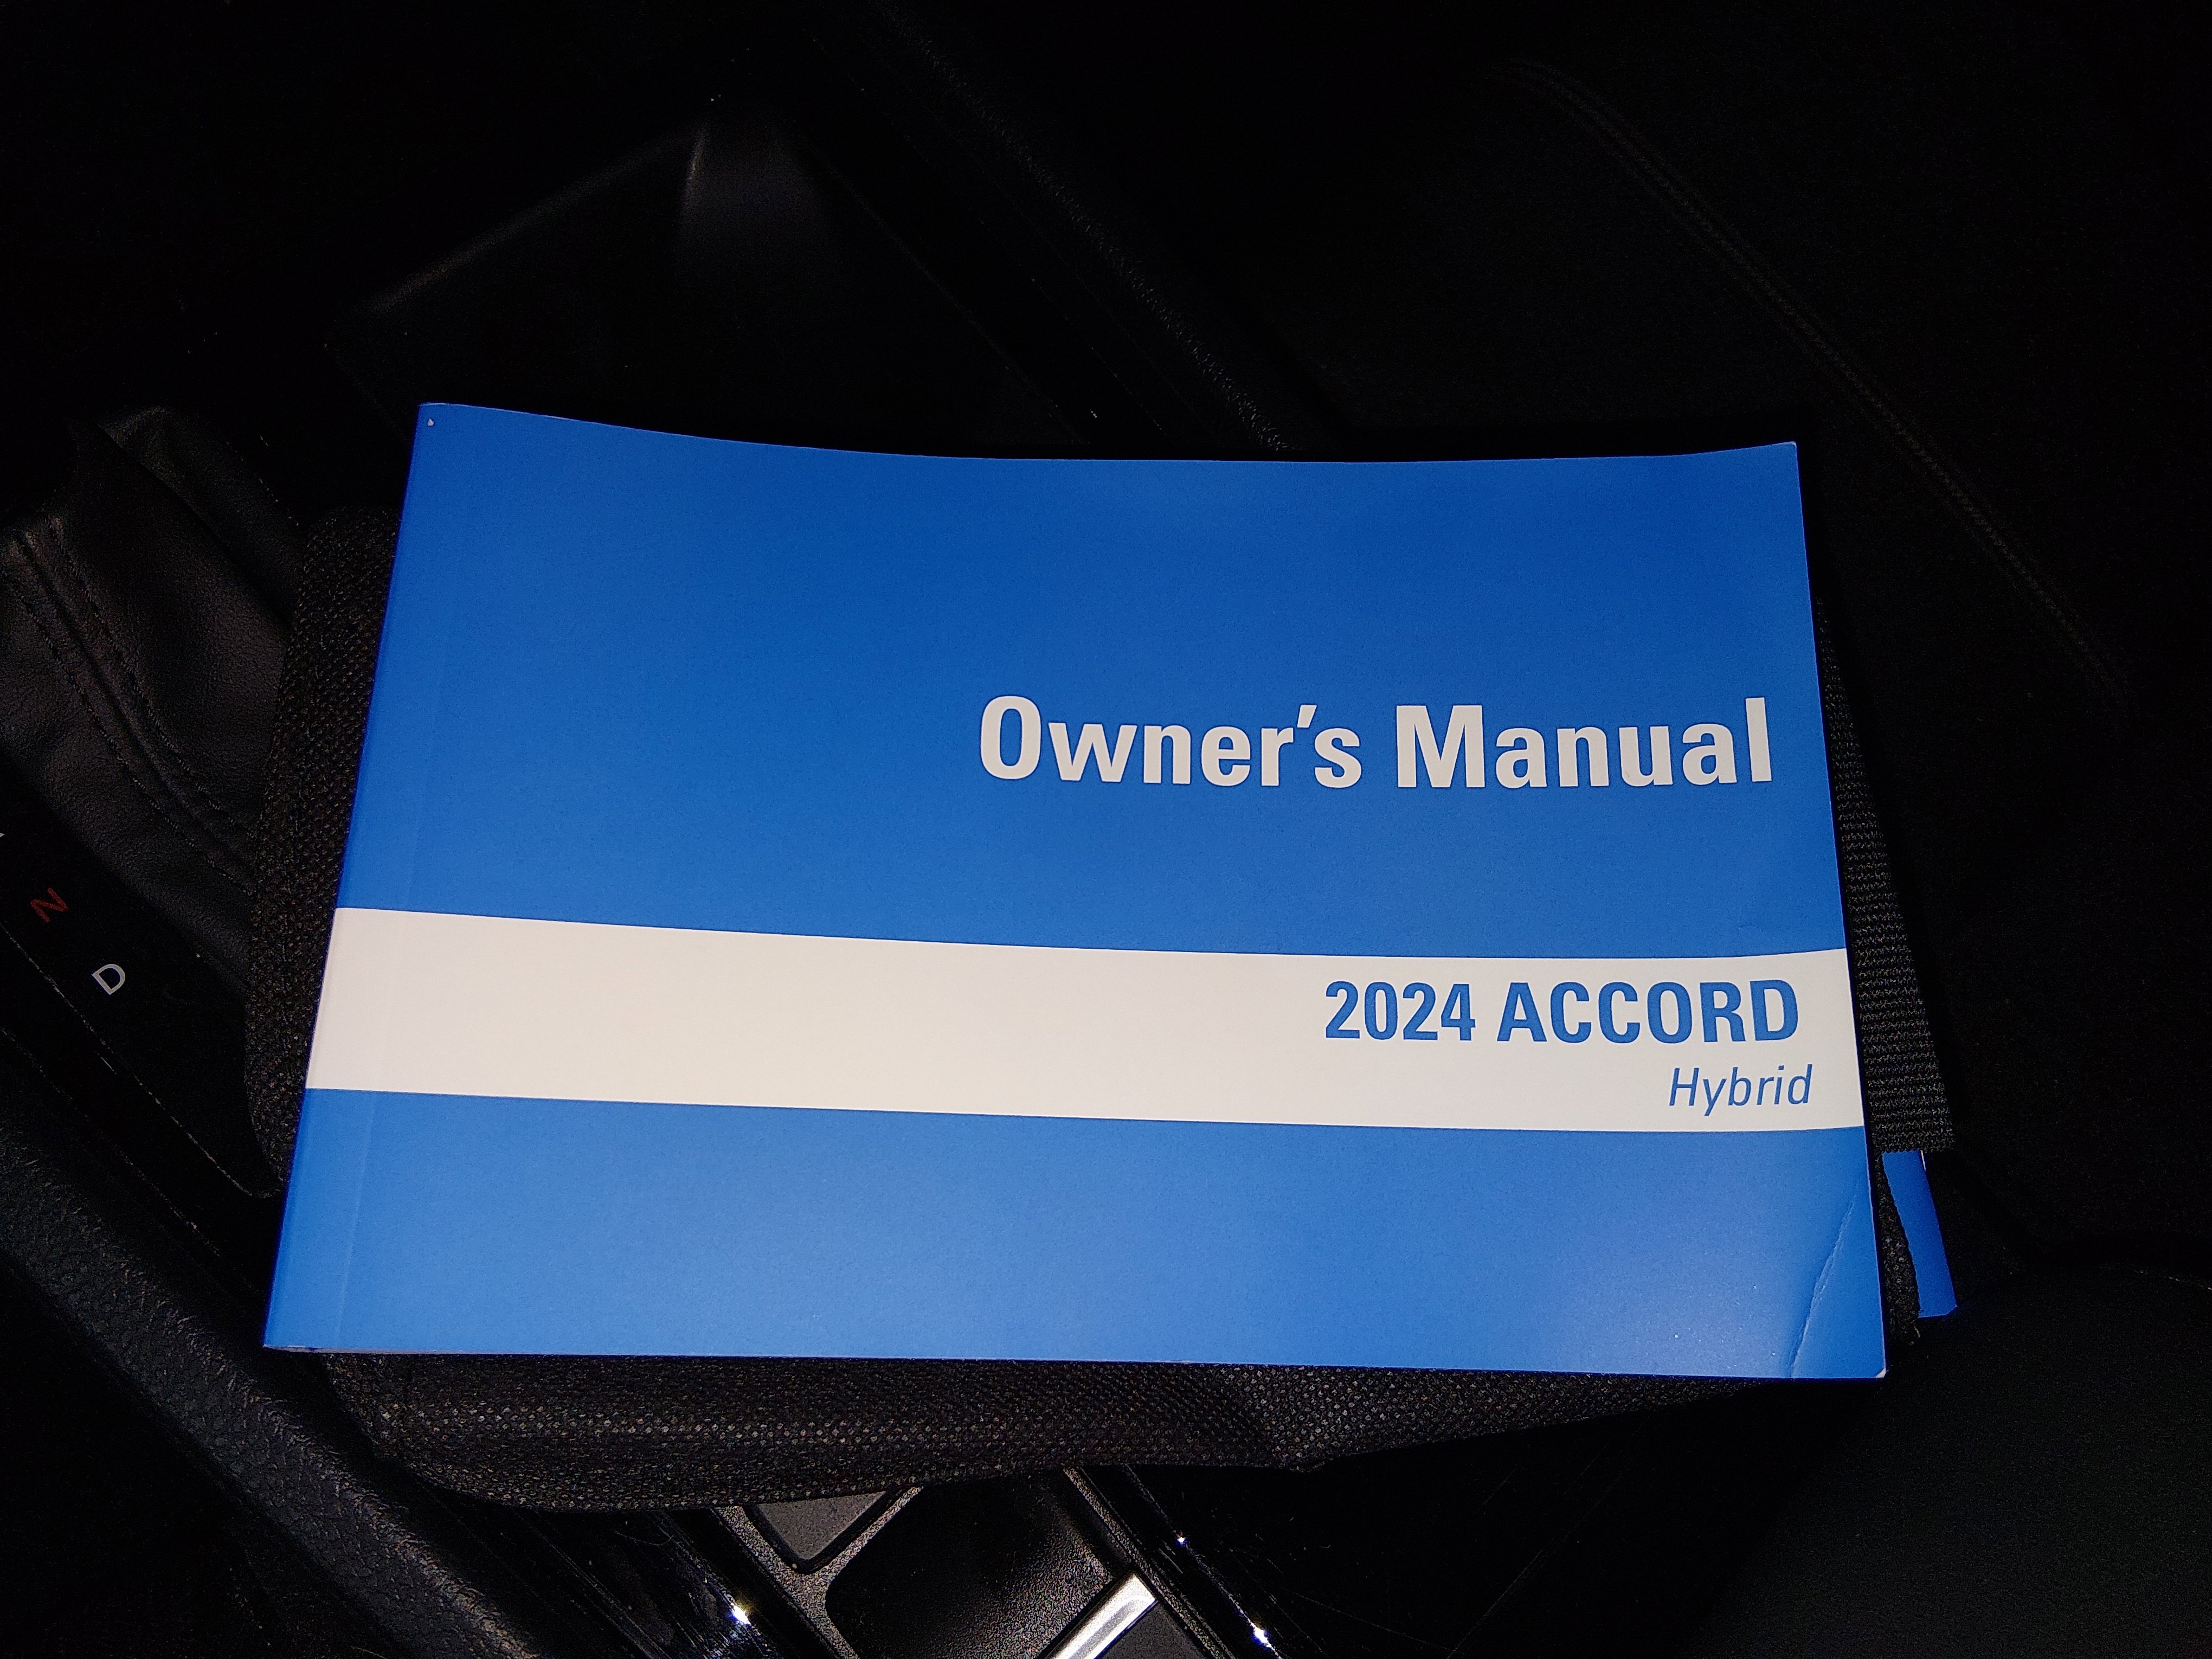 Owner's Manual
2024 ACCORD
Hybrid
N
D